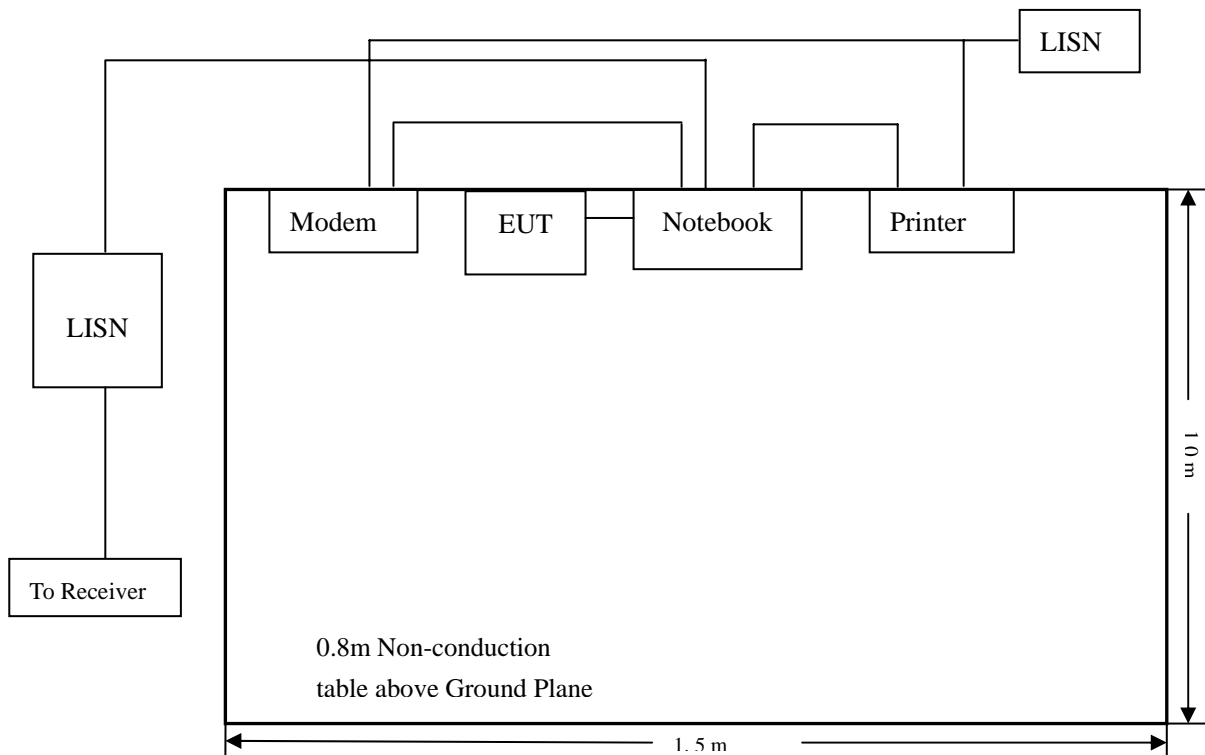 LISN
Modem
EUT
Notebook
Printer
LISN
1.0 m
To Receiver
0.8m Non-conduction
table above Ground Plane
1.5 m